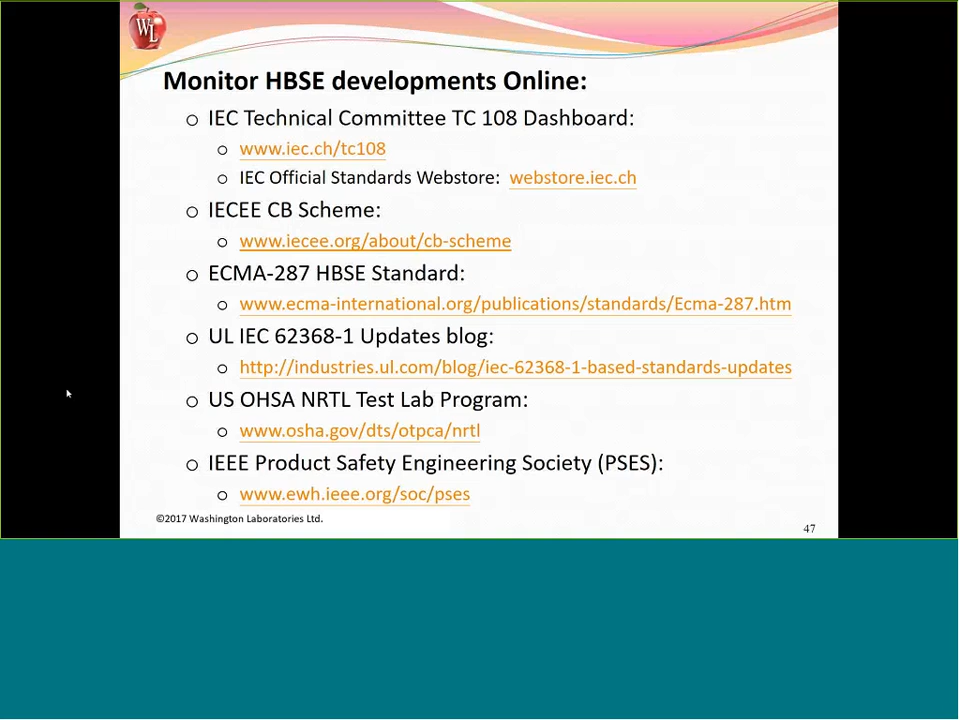 WL
Monitor HBSE developments Online:
o IEC Technical Committee TC 108 Dashboard:
o www.iec.ch/tc108
o IEC Official Standards Webstore: webstore.iec.ch
o IECEE CB Scheme:
o www.iecee.org/about/cb-scheme
o ECMA-287 HBSE Standard:
o www.ecma-international.org/publications/standards/Ecma-287.htm
o UL IEC 62368-1 Updates blog:
o http://industries.ul.com/blog/iec-62368-1-based-standards-updates
o US OHSA NRTL Test Lab Program:
o www.osha.gov/dts/otpca/nrtl
o IEEE Product Safety Engineering Society (PSES):
o www.ewh.ieee.org/soc/pses
©2017 Washington Laboratories Ltd.
47